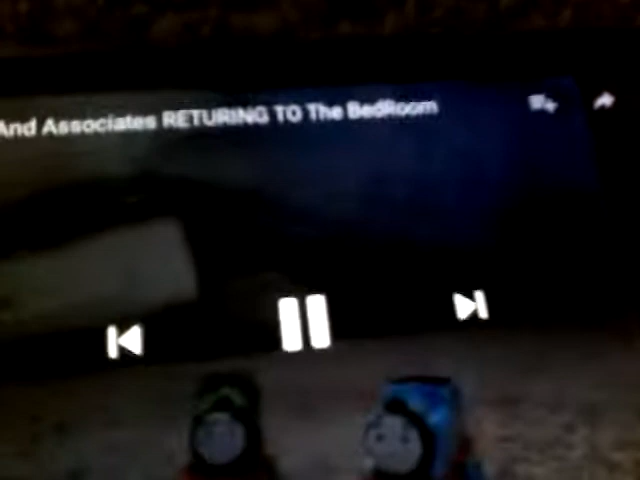 And Associates RETURING TO The BedRoom